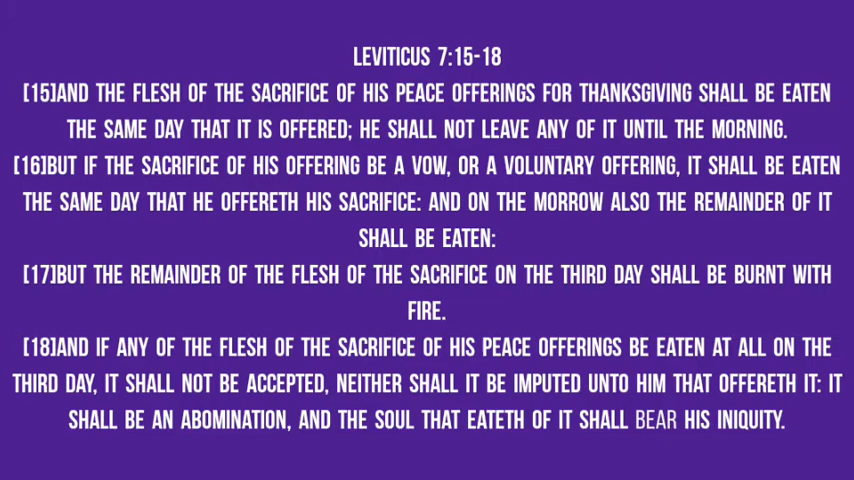 LEVITICUS 7:15-18
[15]AND THE FLESH OF THE SACRIFICE OF HIS PEACE OFFERINGS FOR THANKSGIVING SHALL BE EATEN
THE SAME DAY THAT IT IS OFFERED; HE SHALL NOT LEAVE ANY OF IT UNTIL THE MORNING.
[16]BUT IF THE SACRIFICE OF HIS OFFERING BE A VOW, OR A VOLUNTARY OFFERING, IT SHALL BE EATEN
THE SAME DAY THAT HE OFFERETH HIS SACRIFICE: AND ON THE MORROW ALSO THE REMAINDER OF IT
SHALL BE EATEN:
[17]BUT THE REMAINDER OF THE FLESH OF THE SACRIFICE ON THE THIRD DAY SHALL BE BURNT WITH
FIRE.
[18]AND IF ANY OF THE FLESH OF THE SACRIFICE OF HIS PEACE OFFERINGS BE EATEN AT ALL ON THE
THIRD DAY, IT SHALL NOT BE ACCEPTED, NEITHER SHALL IT BE IMPUTED UNTO HIM THAT OFFERETH IT: IT
SHALL BE AN ABOMINATION, AND THE SOUL THAT EATETH OF IT SHALL BEAR HIS INIQUITY.